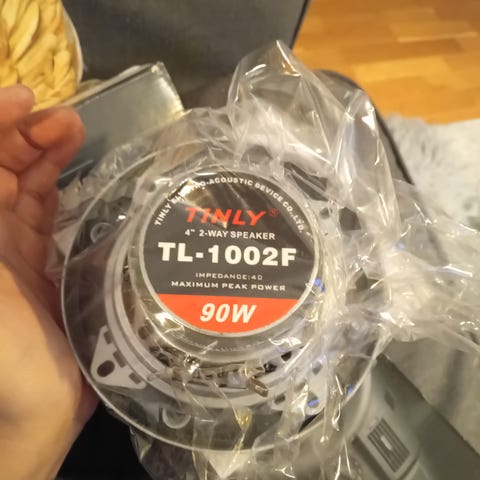 TINLY
ACOUSTIC DEVICE CO.,LTD.
TINLY®
4" 2-WAY SPEAKER
TL-1002F
IMPEDANCE:4Ω
MAXIMUM PEAK POWER
90W